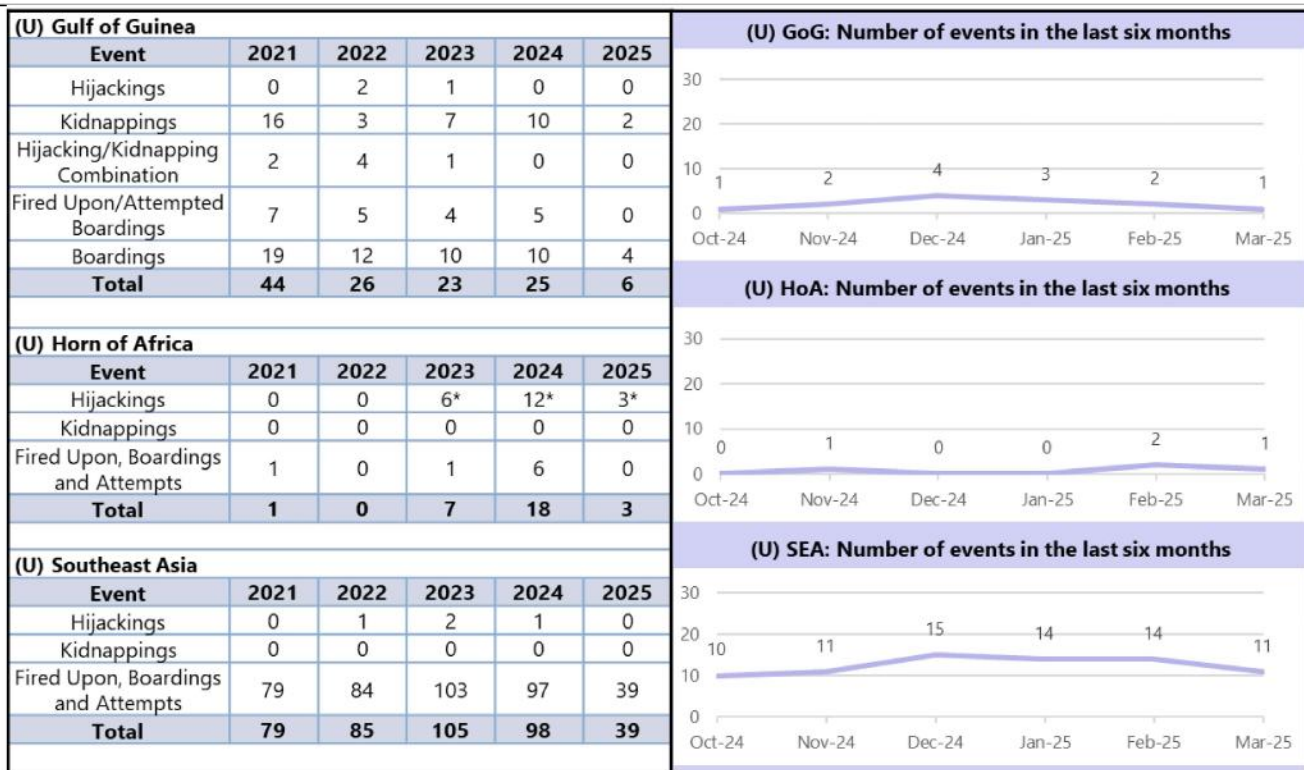 (U) Gulf of Guinea
Event 2021 2022 2023 2024 2025
Hijackings 0 2 1 0 0
Kidnappings 16 3 7 10 2
Hijacking/Kidnapping
Combination 2 4 1 0 0
Fired Upon/Attempted
Boardings 7 5 4 5 0
Boardings 19 12 10 10 4
Total 44 26 23 25 6
(U) Horn of Africa
Event 2021 2022 2023 2024 2025
Hijackings 0 0 6* 12* 3*
Kidnappings 0 0 0 0 0
Fired Upon, Boardings
and Attempts 1 0 1 6 0
Total 1 0 7 18 3
(U) Southeast Asia
Event 2021 2022 2023 2024 2025
Hijackings 0 1 2 1 0
Kidnappings 0 0 0 0 0
Fired Upon, Boardings
and Attempts 79 84 103 97 39
Total 79 85 105 98 39
(U) GoG: Number of events in the last six months
30
20
10
0
1 2 4 3 2 1
Oct-24 Nov-24 Dec-24 Jan-25 Feb-25 Mar-25
(U) HoA: Number of events in the last six months
30
20
10
0
0 1 0 0 2 1
Oct-24 Nov-24 Dec-24 Jan-25 Feb-25 Mar-25
(U) SEA: Number of events in the last six months
30
20
10
0
10 11 15 14 14 11
Oct-24 Nov-24 Dec-24 Jan-25 Feb-25 Mar-25